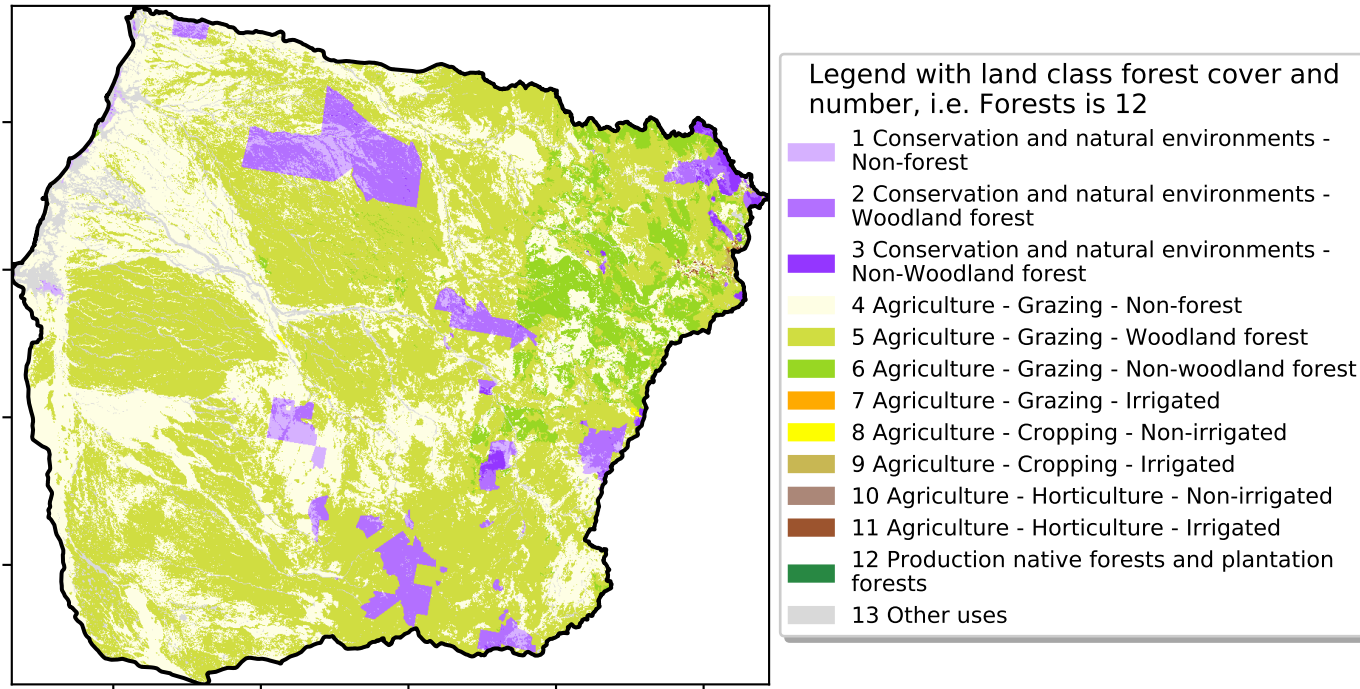 Legend with land class forest cover and
number, i.e. Forests is 12
1 Conservation and natural environments -
Non-forest
2 Conservation and natural environments -
Woodland forest
3 Conservation and natural environments -
Non-Woodland forest
4 Agriculture - Grazing - Non-forest
5 Agriculture - Grazing - Woodland forest
6 Agriculture - Grazing - Non-woodland forest
7 Agriculture - Grazing - Irrigated
8 Agriculture - Cropping - Non-irrigated
9 Agriculture - Cropping - Irrigated
10 Agriculture - Horticulture - Non-irrigated
11 Agriculture - Horticulture - Irrigated
12 Production native forests and plantation
forests
13 Other uses